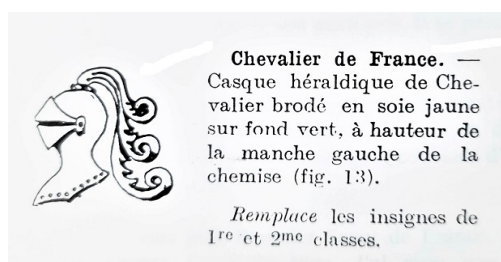 Chevalier de France. —
Casque héraldique de Che-
valier brodé en soie jaune
sur fond vert, à hauteur de
la manche gauche de la
chemise (fig. 13).
Remplace les insignes de
1re et 2me classes.